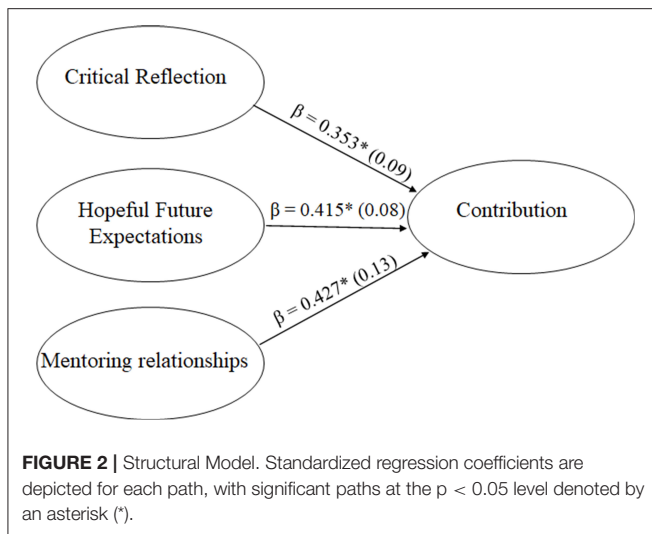 Critical Reflection
β = 0.353* (0.09)
Hopeful Future
Expectations
β = 0.415* (0.08)
Contribution
β = 0.427* (0.13)
Mentoring relationships
FIGURE 2 | Structural Model. Standardized regression coefficients are
depicted for each path, with significant paths at the p < 0.05 level denoted by
an asterisk (*).